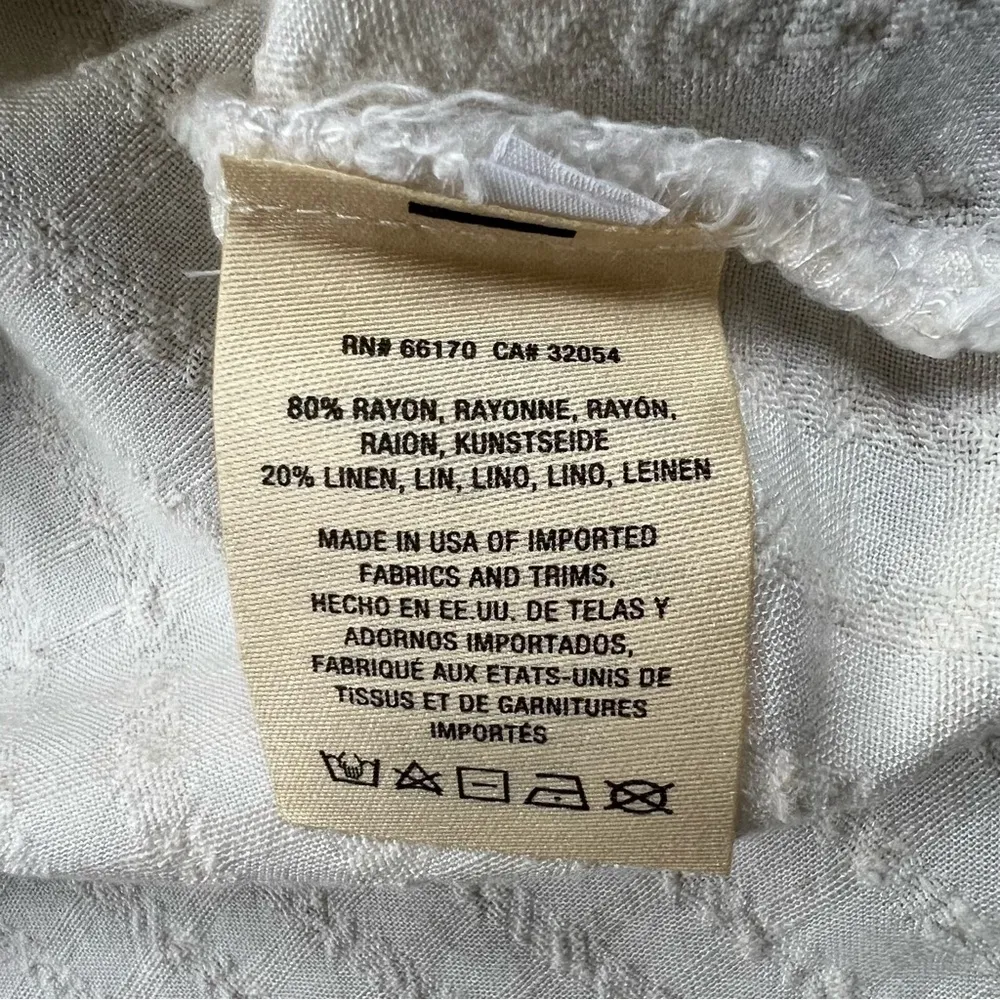 RN# 66170 CA# 32054
80% RAYON, RAYONNE, RAYÓN,
RAION, KUNSTSEIDE
20% LINEN, LIN, LINO, LINO, LEINEN
MADE IN USA OF IMPORTED
FABRICS AND TRIMS,
HECHO EN EE.UU. DE TELAS Y
ADORNOS IMPORTADOS,
FABRIQUÉ AUX ETATS-UNIS DE
TISSUS ET DE GARNITURES
IMPORTÉS